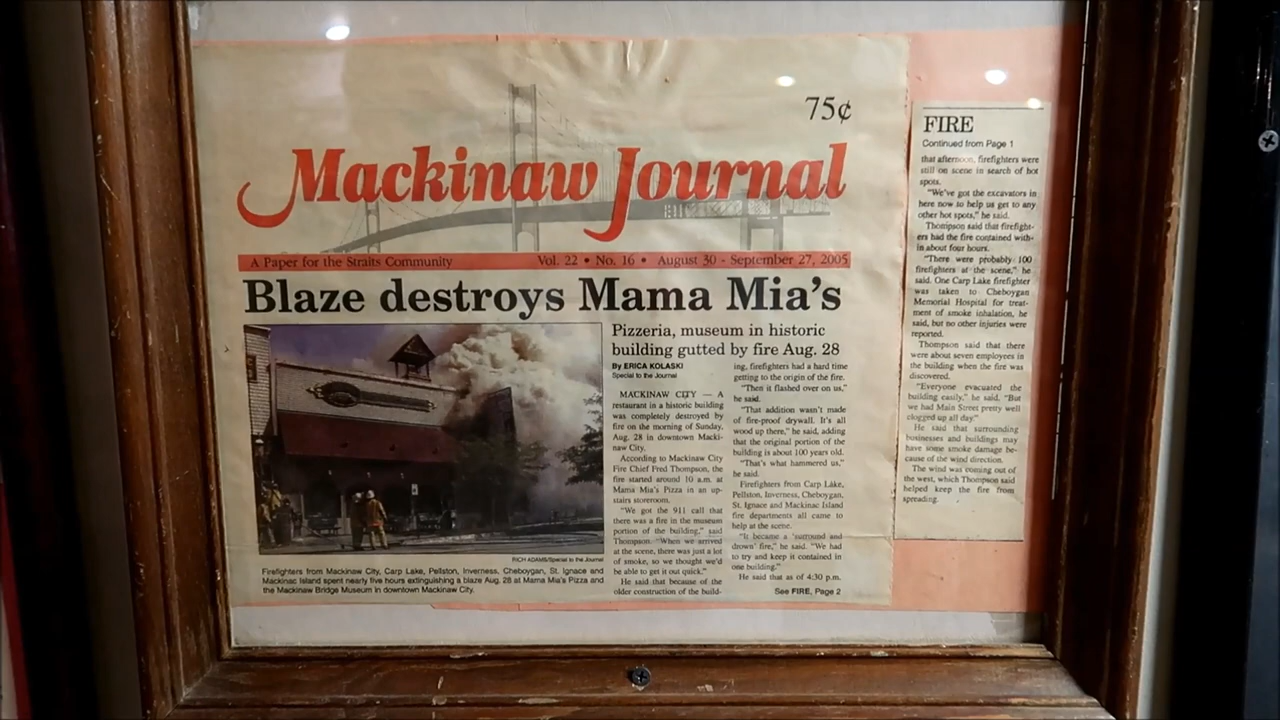 75¢
Mackinaw Journal
A Paper for the Straits Community Vol. 22 • No. 16 • August 30 - September 27, 2005
Blaze destroys Mama Mia's
Pizzeria, museum in historic
building gutted by fire Aug. 28
By ERICA KOLASKI
Special to the Journal
MACKINAW CITY — A
restaurant in a historic building
was completely destroyed by
fire on the morning of Sunday,
Aug. 28 in downtown Macki-
naw City.
According to Mackinaw City
Fire Chief Fred Thompson, the
fire started around 10 a.m. at
Mama Mia's Pizza in an up-
stairs storeroom.
"We got the 911 call that
there was a fire in the museum
portion of the building," said
Thompson. "When we arrived
at the scene, there was just a lot
of smoke, so we thought we'd
be able to get it out quick."
He said that because of the
older construction of the build-
ing, firefighters had a hard time
getting to the origin of the fire.
"Then it flashed over on us,"
he said.
"That addition wasn't made
of fire-proof drywall. It's all
wood up there," he said, adding
that the original portion of the
building is about 100 years old.
"That's what hammered us,"
he said.
Firefighters from Carp Lake,
Pellston, Inverness, Cheboygan,
St. Ignace and Mackinac Island
fire departments all came to
help at the scene.
"It became a 'surround and
drown' fire," he said. "We had
to try and keep it contained in
one building."
He said that as of 4:30 p.m.
See FIRE, Page 2
RICH ADAMS/Special to the Journal
Firefighters from Mackinaw City, Carp Lake, Pellston, Inverness, Cheboygan, St. Ignace and
Mackinac Island spent nearly five hours extinguishing a blaze Aug. 28 at Mama Mia's Pizza and
the Mackinac Bridge Museum in downtown Mackinaw City.
FIRE
Continued from Page 1
that afternoon, firefighters were
still on scene in search of hot
spots.
"We've got the excavators in
here now to help us get to any
other hot spots," he said.
Thompson said that firefight-
ers had the fire contained with-
in about four hours.
"There were probably 100
firefighters at the scene," he
said. One Carp Lake firefighter
was taken to Cheboygan
Memorial Hospital for treat-
ment of smoke inhalation, he
said, but no other injuries were
reported.
Thompson said that there
were about seven employees in
the building when the fire was
discovered.
"Everyone evacuated the
building easily," he said. "But
we had Main Street pretty well
clogged up all day."
He said that surrounding
businesses and buildings may
have some smoke damage be-
cause of the wind direction.
The wind was coming out of
the west, which Thompson said
helped keep the fire from
spreading.